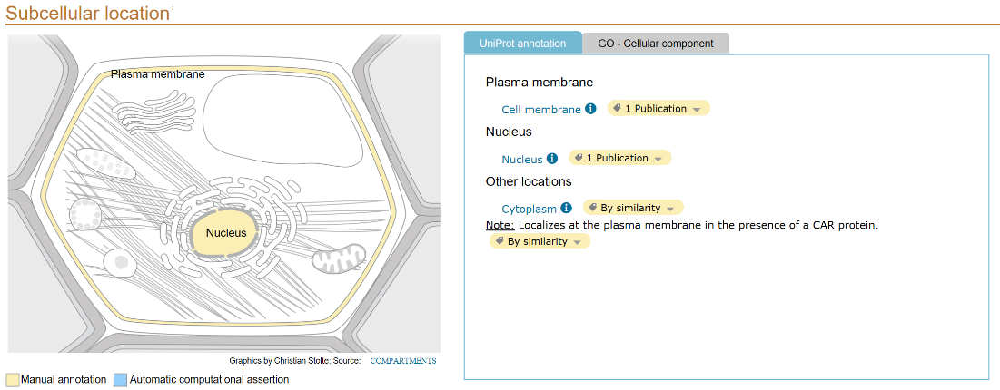 Subcellular location
UniProt annotation
GO - Cellular component
Plasma membrane
Nucleus
Plasma membrane
Cell membrane 1 Publication
Nucleus
Nucleus 1 Publication
Other locations
Cytoplasm By similarity
Note: Localizes at the plasma membrane in the presence of a CAR protein.
By similarity
Graphics by Christian Stolte; Source: COMPARTMENTS
Manual annotation
Automatic computational assertion